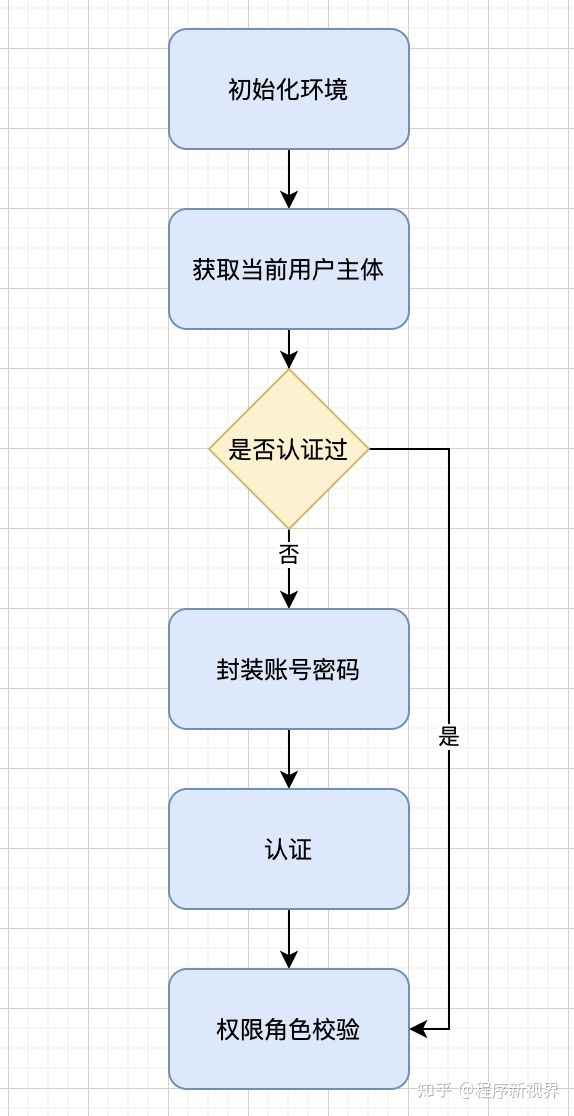 初始化环境
获取当前用户主体
是否认证过
否
封装账号密码
是
认证
权限角色校验
知乎 @程序新视界